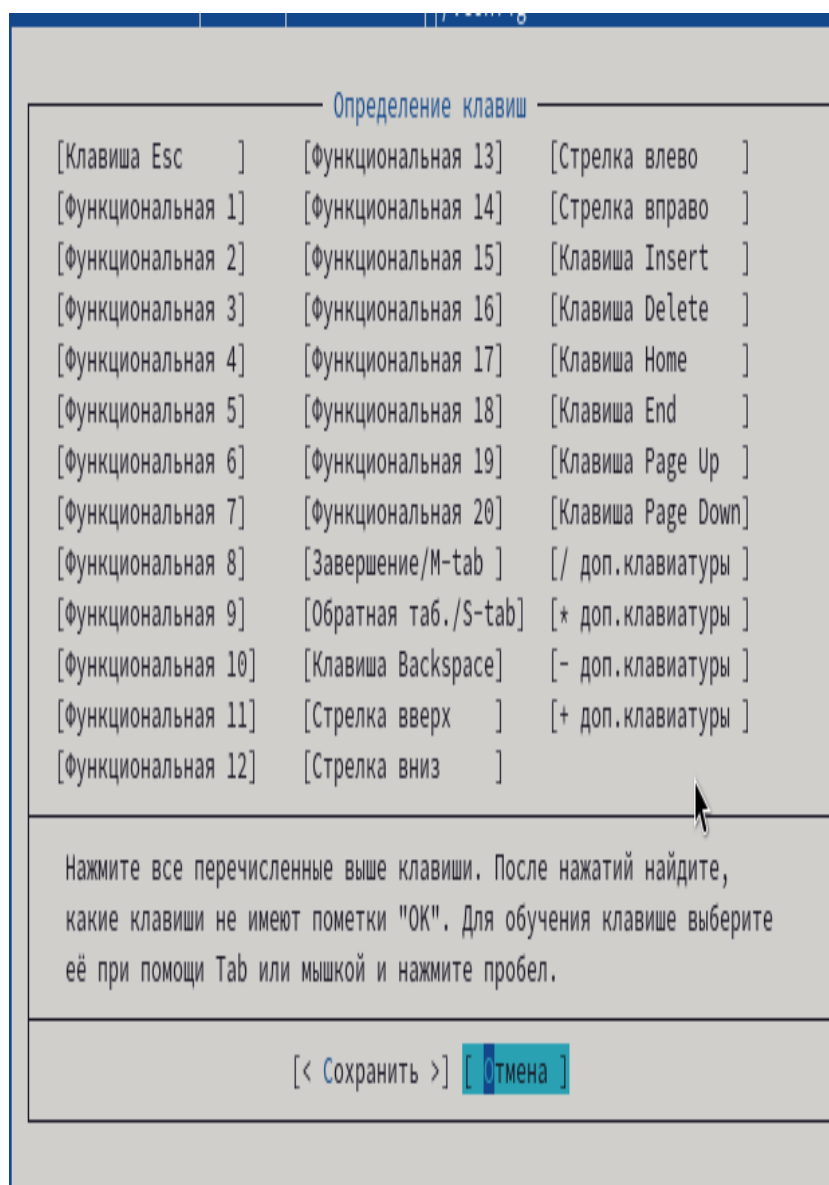 Определение клавиш
[Клавиша Esc ] [Функциональная 13] [Стрелка влево ]
[Функциональная 1] [Функциональная 14] [Стрелка вправо ]
[Функциональная 2] [Функциональная 15] [Клавиша Insert ]
[Функциональная 3] [Функциональная 16] [Клавиша Delete ]
[Функциональная 4] [Функциональная 17] [Клавиша Home ]
[Функциональная 5] [Функциональная 18] [Клавиша End ]
[Функциональная 6] [Функциональная 19] [Клавиша Page Up ]
[Функциональная 7] [Функциональная 20] [Клавиша Page Down]
[Функциональная 8] [Завершение/M-tab ] [/ доп.клавиатуры ]
[Функциональная 9] [Обратная таб./S-tab] [* доп.клавиатуры ]
[Функциональная 10] [Клавиша Backspace] [- доп.клавиатуры ]
[Функциональная 11] [Стрелка вверх ] [+ доп.клавиатуры ]
[Функциональная 12] [Стрелка вниз ]
Нажмите все перечисленные выше клавиши. После нажатий найдите,
какие клавиши не имеют пометки "OK". Для обучения клавише выберите
её при помощи Tab или мышкой и нажмите пробел.
[< Сохранить >] [ Отмена ]